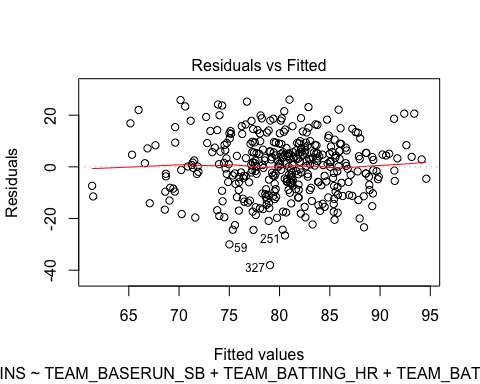 Residuals vs Fitted
Residuals
20
0
-20
-40
251
59
327
65 70 75 80 85 90 95
Fitted values
INS ~ TEAM_BASERUN_SB + TEAM_BATTING_HR + TEAM_BAT